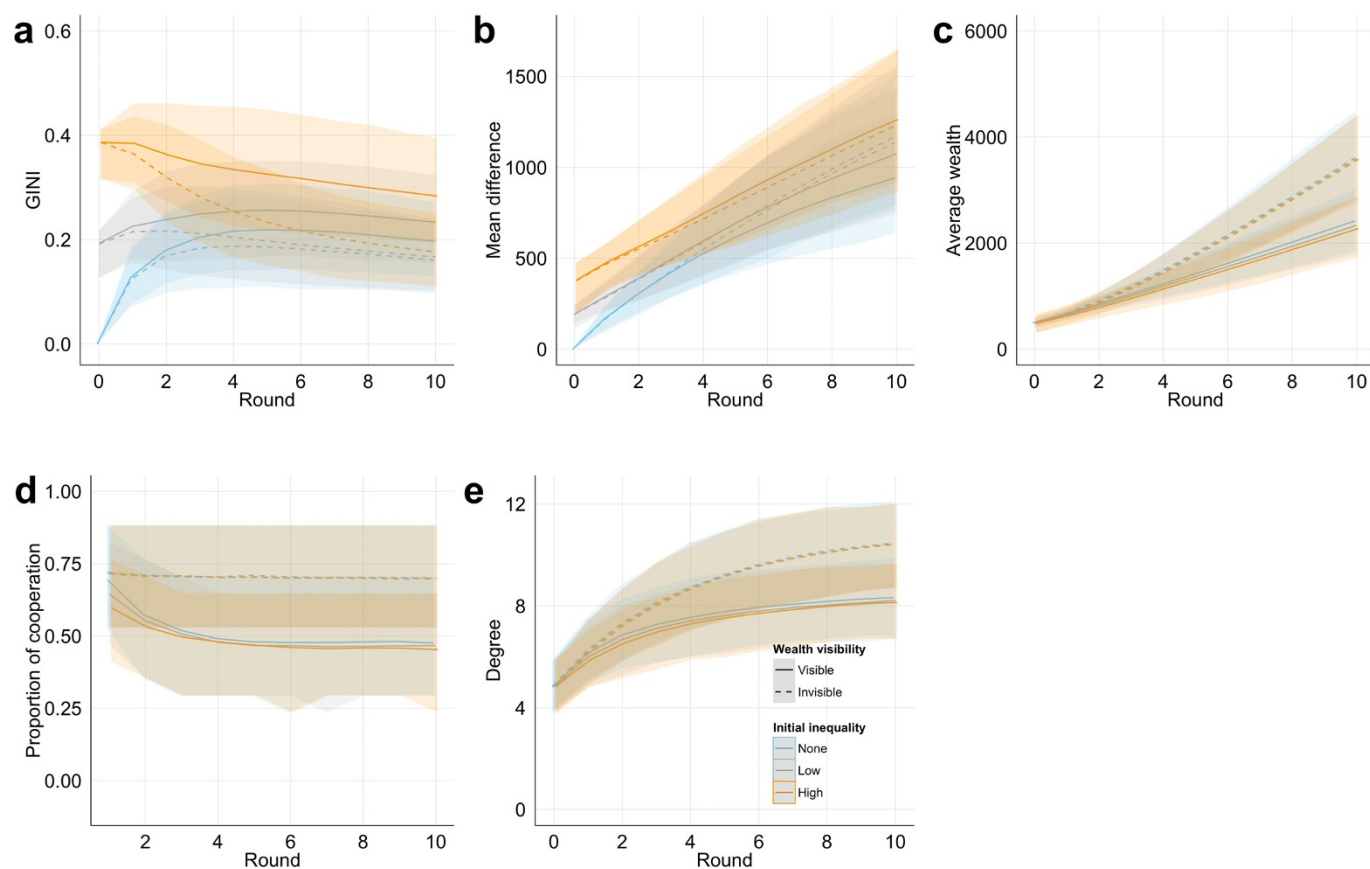 a
0.6
0.4
0.2
0.0
GINI
0 2 4 6 8 10
Round
b
1500
1000
500
0
Mean difference
0 2 4 6 8 10
Round
c
6000
4000
2000
0
Average wealth
0 2 4 6 8 10
Round
d
1.00
0.75
0.50
0.25
0.00
Proportion of cooperation
2 4 6 8 10
Round
e
12
8
4
0
Degree
0 2 4 6 8 10
Round
Wealth visibility
Visible
Invisible
Initial inequality
None
Low
High